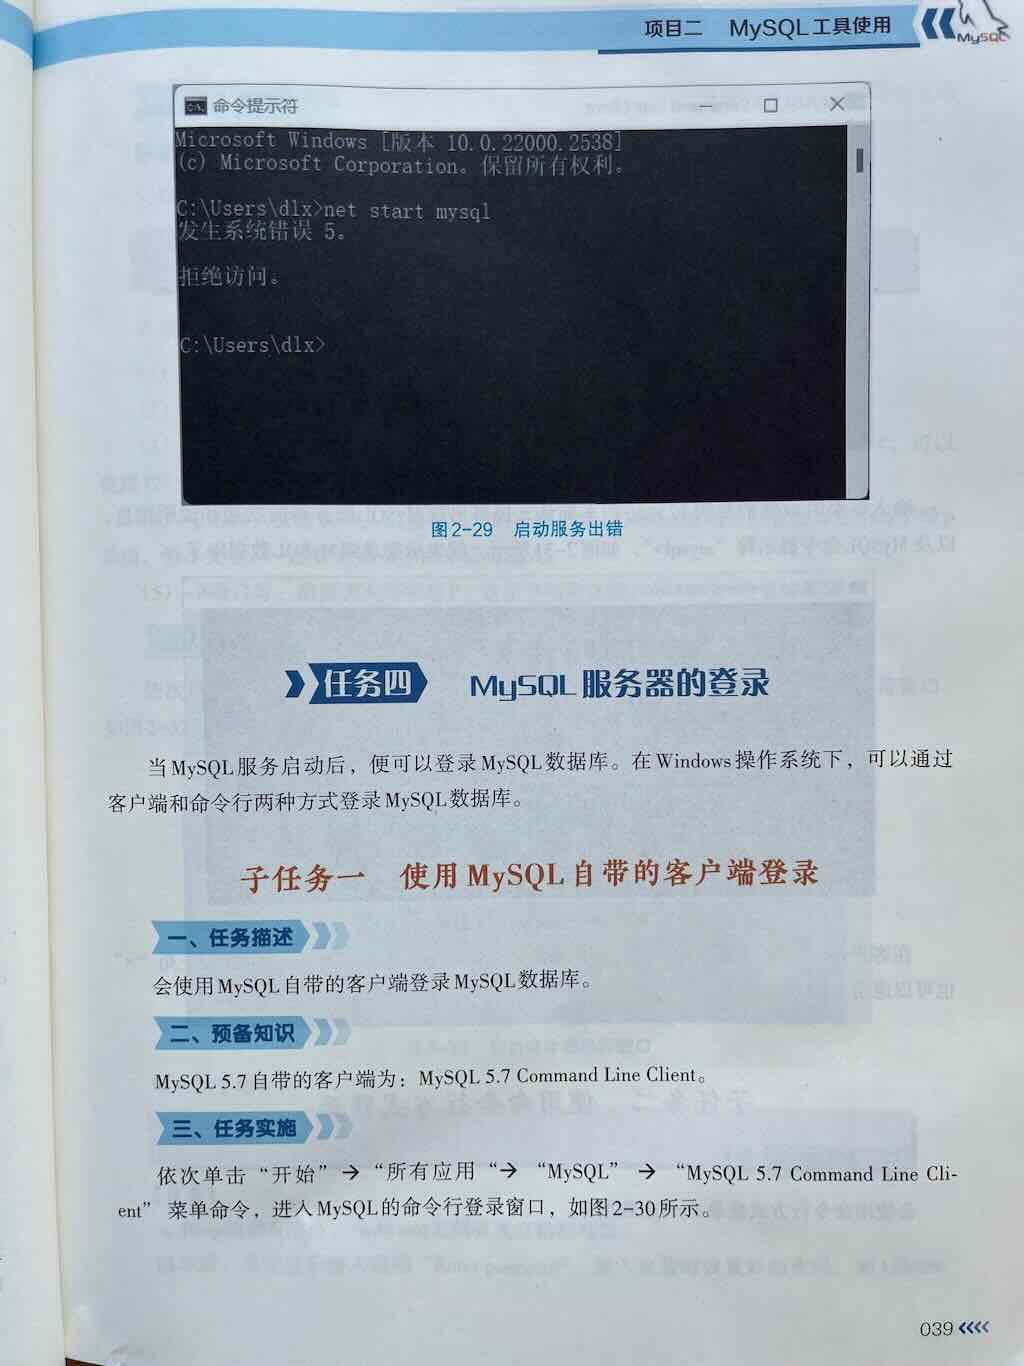 项目二 MySQL工具使用
MySQL
命令提示符
Microsoft Windows [版本 10.0.22000.2538]
(c) Microsoft Corporation。保留所有权利。
C:\Users\dlx>net start mysql
发生系统错误 5。
拒绝访问。
C:\Users\dlx>
图2-29 启动服务出错
任务四 MySQL服务器的登录
当MySQL服务启动后，便可以登录MySQL数据库。在Windows操作系统下，可以通过
客户端和命令行两种方式登录MySQL数据库。
子任务一 使用MySQL自带的客户端登录
一、任务描述
会使用MySQL自带的客户端登录MySQL数据库。
二、预备知识
MySQL 5.7自带的客户端为：MySQL 5.7 Command Line Client。
三、任务实施
依次单击“开始”→“所有应用“→“MySQL”→“MySQL 5.7 Command Line Cli-
ent”菜单命令，进入MySQL的命令行登录窗口，如图2-30所示。
039